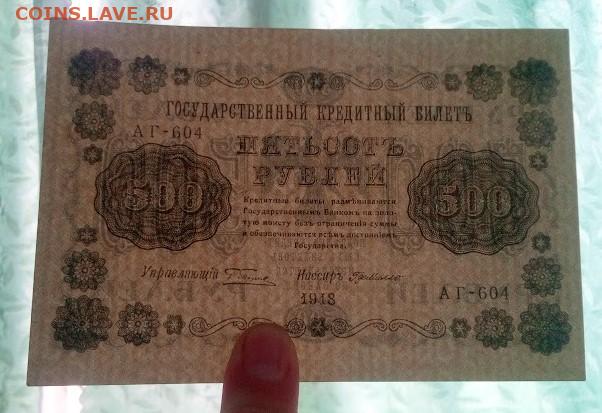 COINS.LAVE.RU
ГОСУДАРСТВЕННЫЙ КРЕДИТНЫЙ БИЛЕТЪ
АГ-604
ПЯТЬСОТЪ
РУБЛЕЙ
500
500
Кредитные билеты размѣниваются
Государственнымъ Банкомъ на золо-
тую монету безъ ограниченія суммы
и обезпечиваются всѣмъ достояніемъ
Государства.
Управляющій
Кассиръ
1918
АГ-604